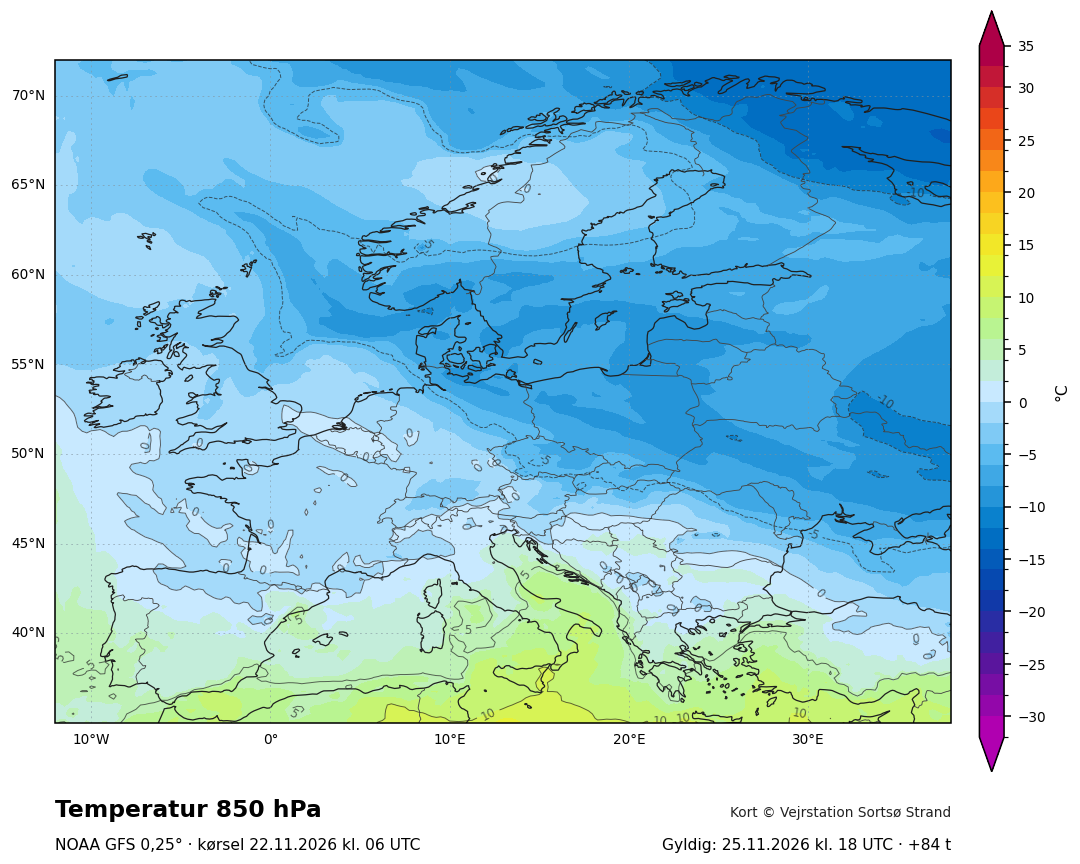 70°N
65°N
60°N
55°N
50°N
45°N
40°N
10°W
0°
10°E
20°E
30°E
35
30
25
20
15
10
5
0
−5
−10
−15
−20
−25
−30
°C
Temperatur 850 hPa
Kort © Vejrstation Sortsø Strand
NOAA GFS 0,25° · kørsel 22.11.2026 kl. 06 UTC
Gyldig: 25.11.2026 kl. 18 UTC · +84 t